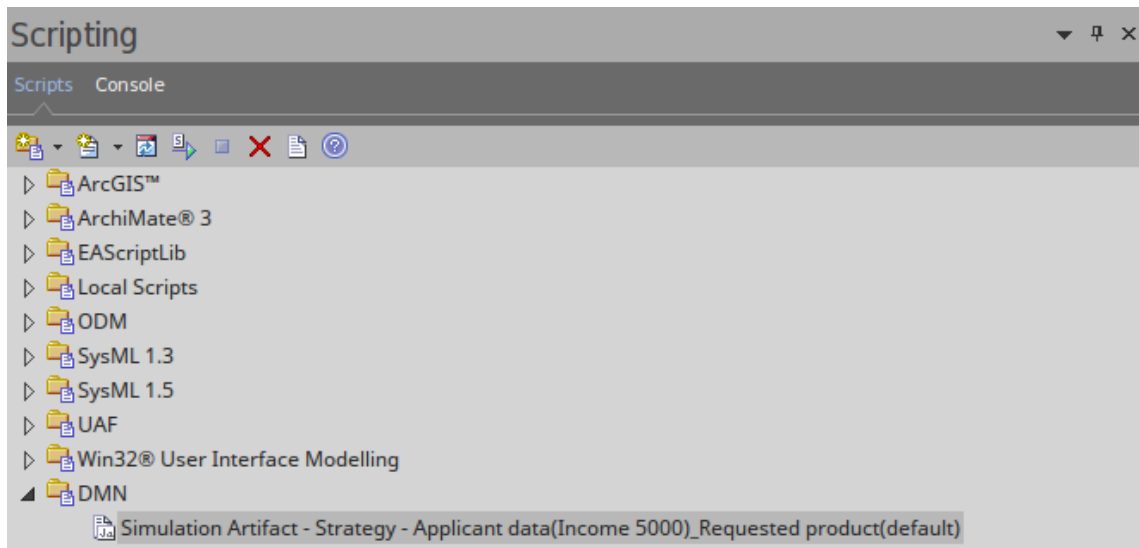 Scripting
Scripts Console
ArcGIS™
ArchiMate® 3
EAScriptLib
Local Scripts
ODM
SysML 1.3
SysML 1.5
UAF
Win32® User Interface Modelling
DMN
Simulation Artifact - Strategy - Applicant data(Income 5000)_Requested product(default)